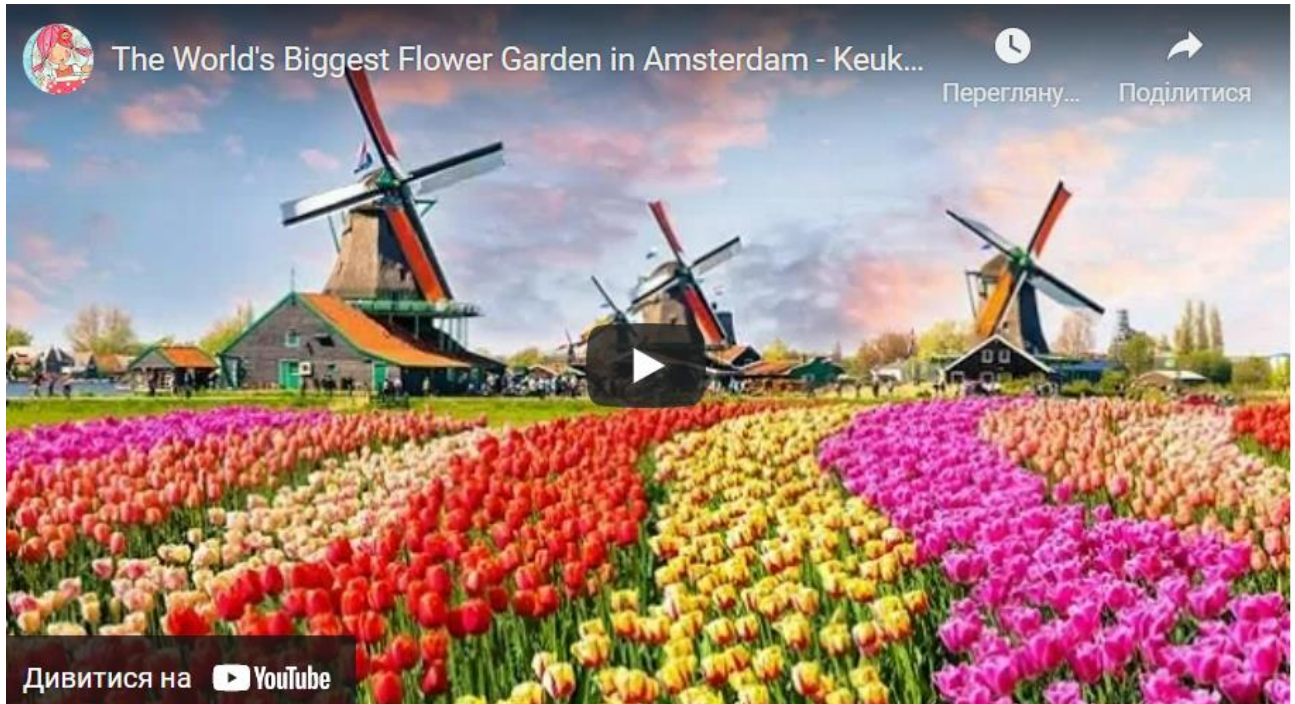 The World's Biggest Flower Garden in Amsterdam - Keuk...
Перегляну...
Поділитися
Дивитися на YouTube